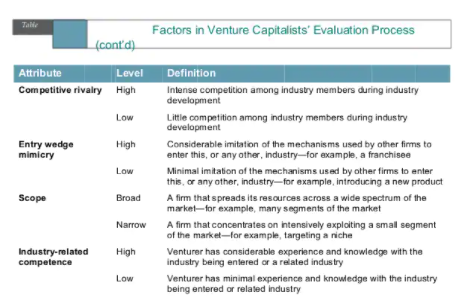 Table
Factors in Venture Capitalists' Evaluation Process
(cont'd)
Attribute Level Definition
Competitive rivalry High Intense competition among industry members during industry
development
Low Little competition among industry members during industry
development
Entry wedge High Considerable imitation of the mechanisms used by other firms to
mimicry enter this, or any other, industry—for example, a franchisee
Low Minimal imitation of the mechanisms used by other firms to enter
this, or any other, industry—for example, introducing a new product
Scope Broad A firm that spreads its resources across a wide spectrum of the
market—for example, many segments of the market
Narrow A firm that concentrates on intensively exploiting a small segment
of the market—for example, targeting a niche
Industry-related High Venturer has considerable experience and knowledge with the
competence industry being entered or a related industry
Low Venturer has minimal experience and knowledge with the industry
being entered or related industry